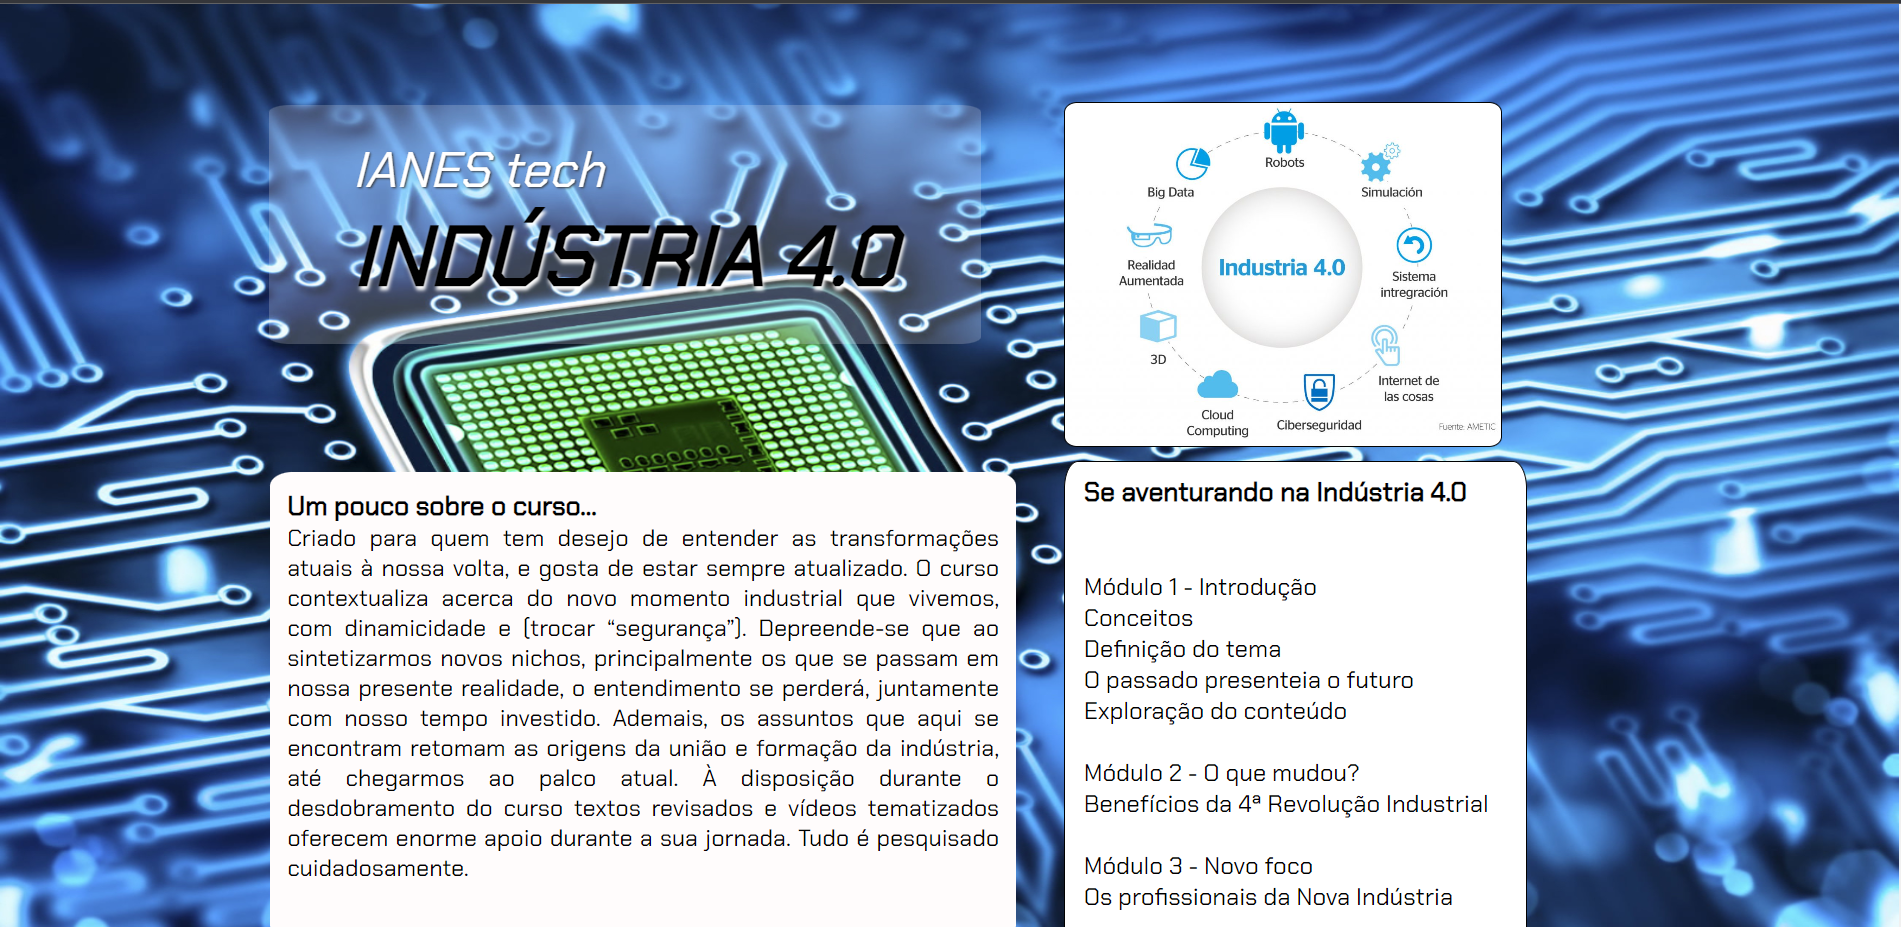 IANES tech
INDÚSTRIA 4.0
Robots
Big Data
Simulación
Realidad
Aumentada
Industria 4.0
Sistema
intregración
3D
Internet de
las cosas
Cloud
Computing
Ciberseguridad
Fuente: AMETIC
Um pouco sobre o curso...
Criado para quem tem desejo de entender as transformações
atuais à nossa volta, e gosta de estar sempre atualizado. O curso
contextualiza acerca do novo momento industrial que vivemos,
com dinamicidade e (trocar “segurança”). Depreende-se que ao
sintetizarmos novos nichos, principalmente os que se passam em
nossa presente realidade, o entendimento se perderá, juntamente
com nosso tempo investido. Ademais, os assuntos que aqui se
encontram retomam as origens da união e formação da indústria,
até chegarmos ao palco atual. À disposição durante o
desdobramento do curso textos revisados e vídeos tematizados
oferecem enorme apoio durante a sua jornada. Tudo é pesquisado
cuidadosamente.
Se aventurando na Indústria 4.0
Módulo 1 - Introdução
Conceitos
Definição do tema
O passado presenteia o futuro
Exploração do conteúdo
Módulo 2 - O que mudou?
Benefícios da 4ª Revolução Industrial
Módulo 3 - Novo foco
Os profissionais da Nova Indústria